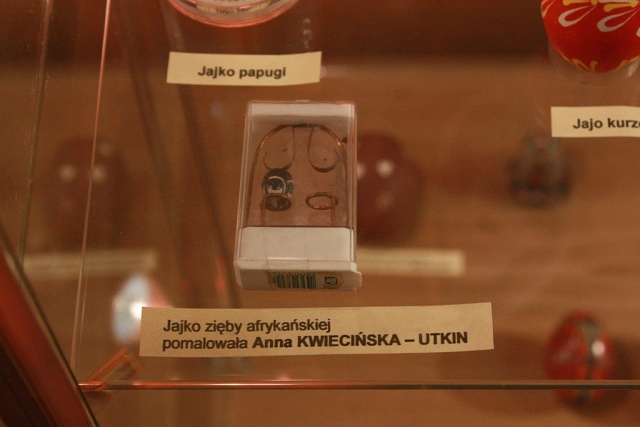 Jajko papugi
Jajo kurze
Jajko zięby afrykańskiej
pomalowała Anna KWIECIŃSKA – UTKIN